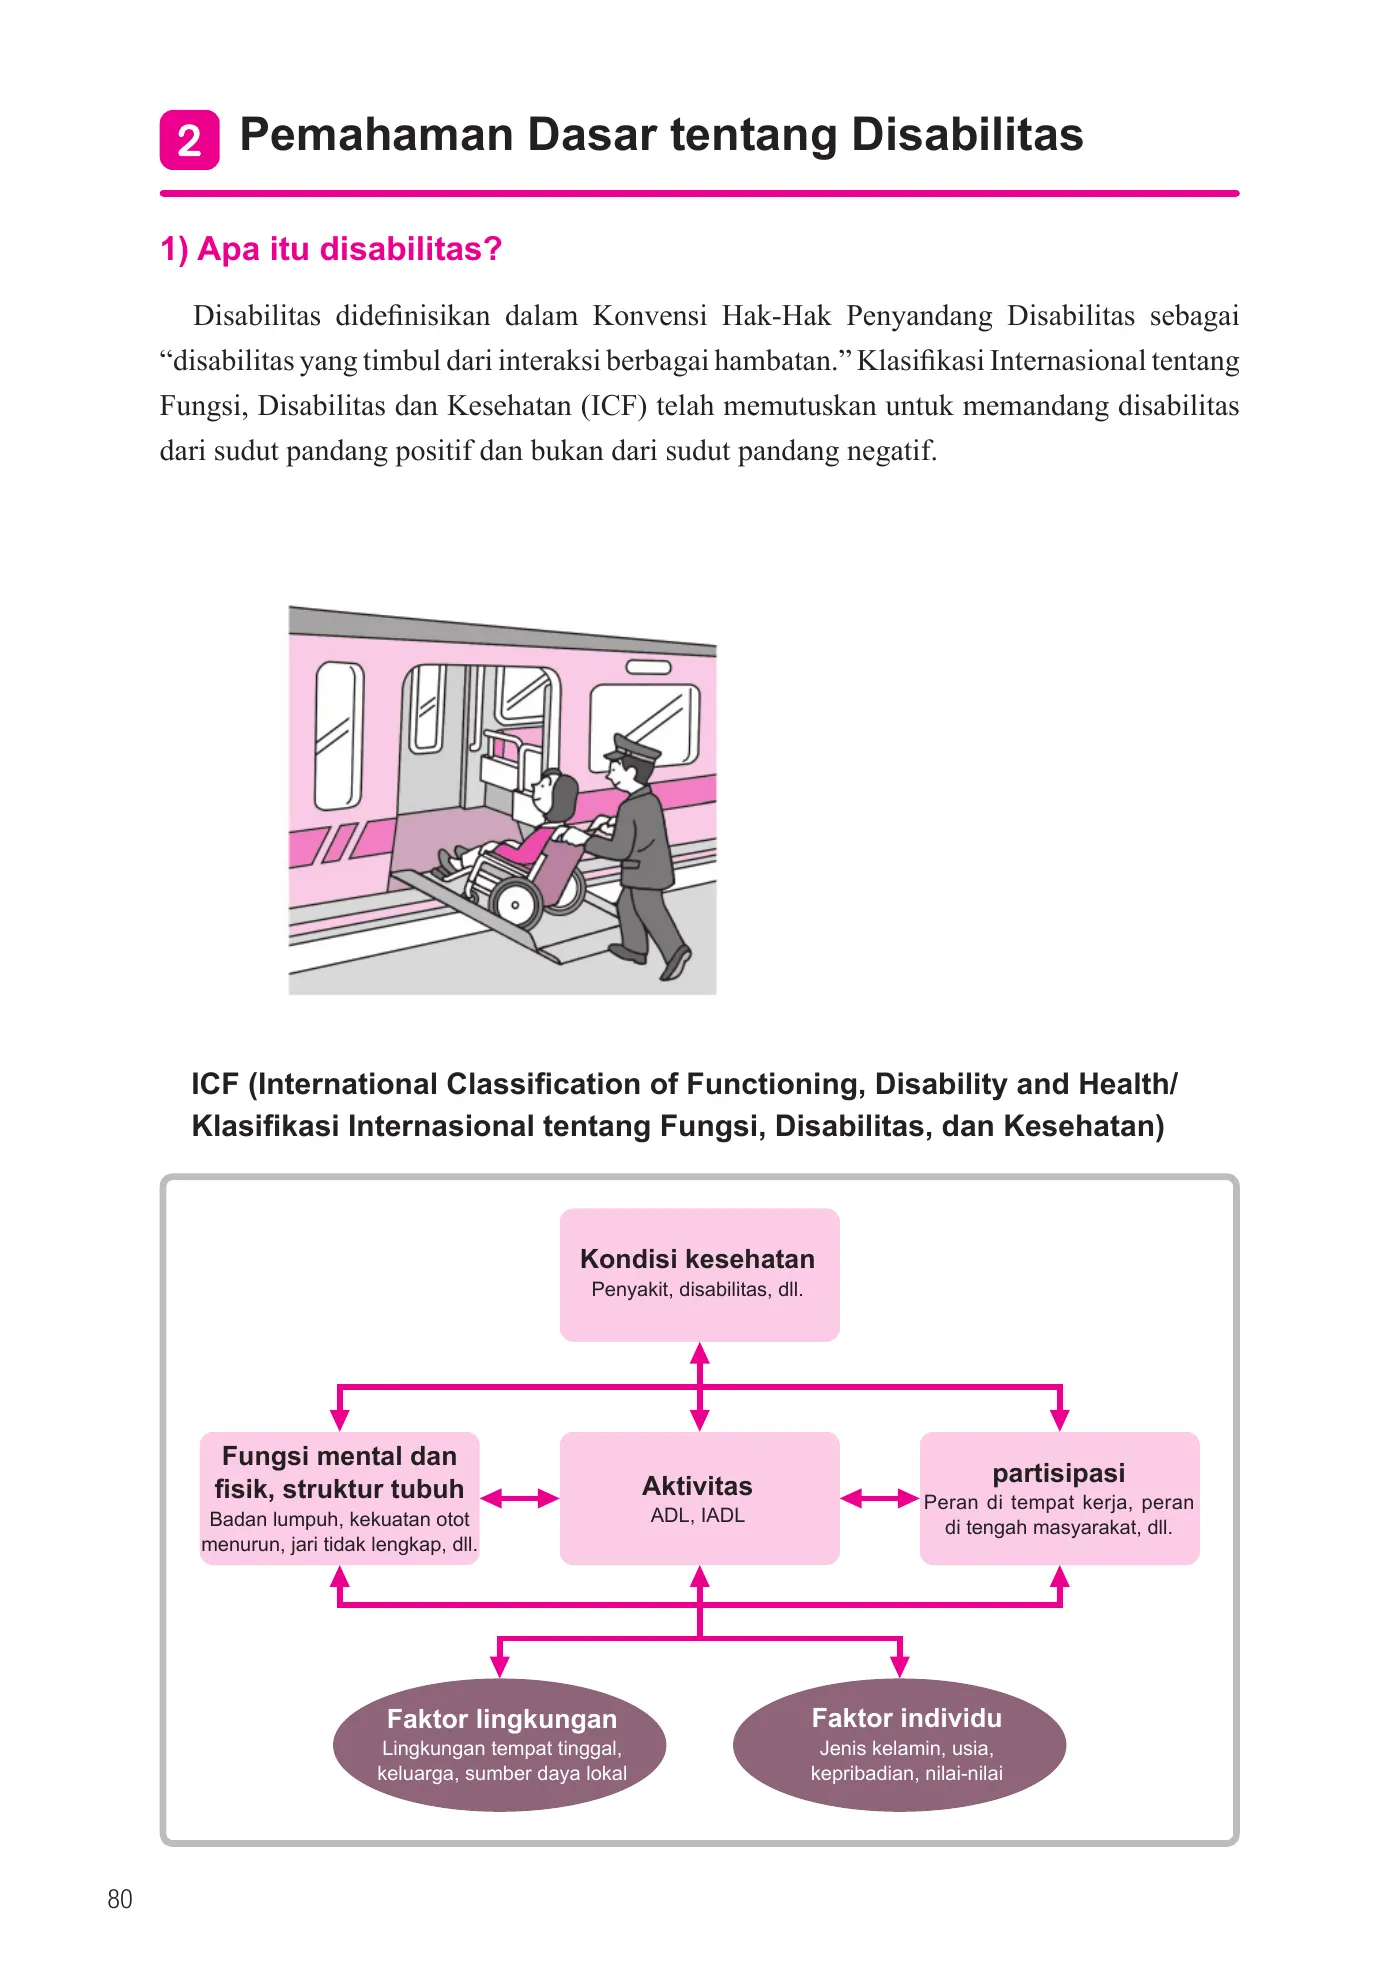 2 Pemahaman Dasar tentang Disabilitas
1) Apa itu disabilitas?
Disabilitas didefinisikan dalam Konvensi Hak-Hak Penyandang Disabilitas sebagai
“disabilitas yang timbul dari interaksi berbagai hambatan.” Klasifikasi Internasional tentang
Fungsi, Disabilitas dan Kesehatan (ICF) telah memutuskan untuk memandang disabilitas
dari sudut pandang positif dan bukan dari sudut pandang negatif.
ICF (International Classification of Functioning, Disability and Health/
Klasifikasi Internasional tentang Fungsi, Disabilitas, dan Kesehatan)
Kondisi kesehatan
Penyakit, disabilitas, dll.
Fungsi mental dan
fisik, struktur tubuh
Badan lumpuh, kekuatan otot
menurun, jari tidak lengkap, dll.
Aktivitas
ADL, IADL
partisipasi
Peran di tempat kerja, peran
di tengah masyarakat, dll.
Faktor lingkungan
Lingkungan tempat tinggal,
keluarga, sumber daya lokal
Faktor individu
Jenis kelamin, usia,
kepribadian, nilai-nilai
80